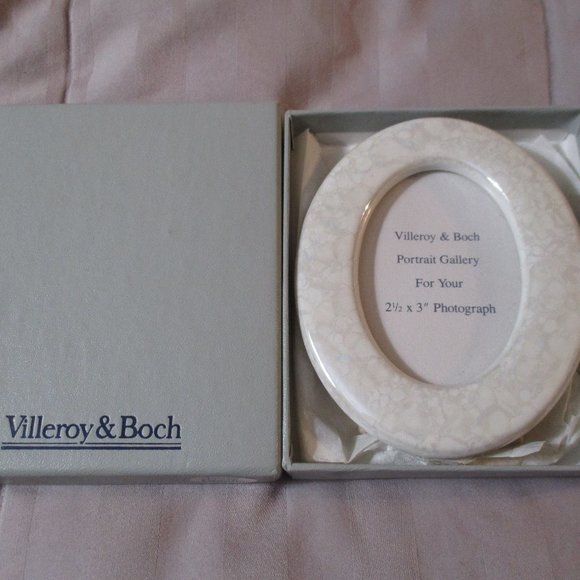 Villeroy & Boch
Portrait Gallery
For Your
2½ x 3" Photograph
Villeroy & Boch